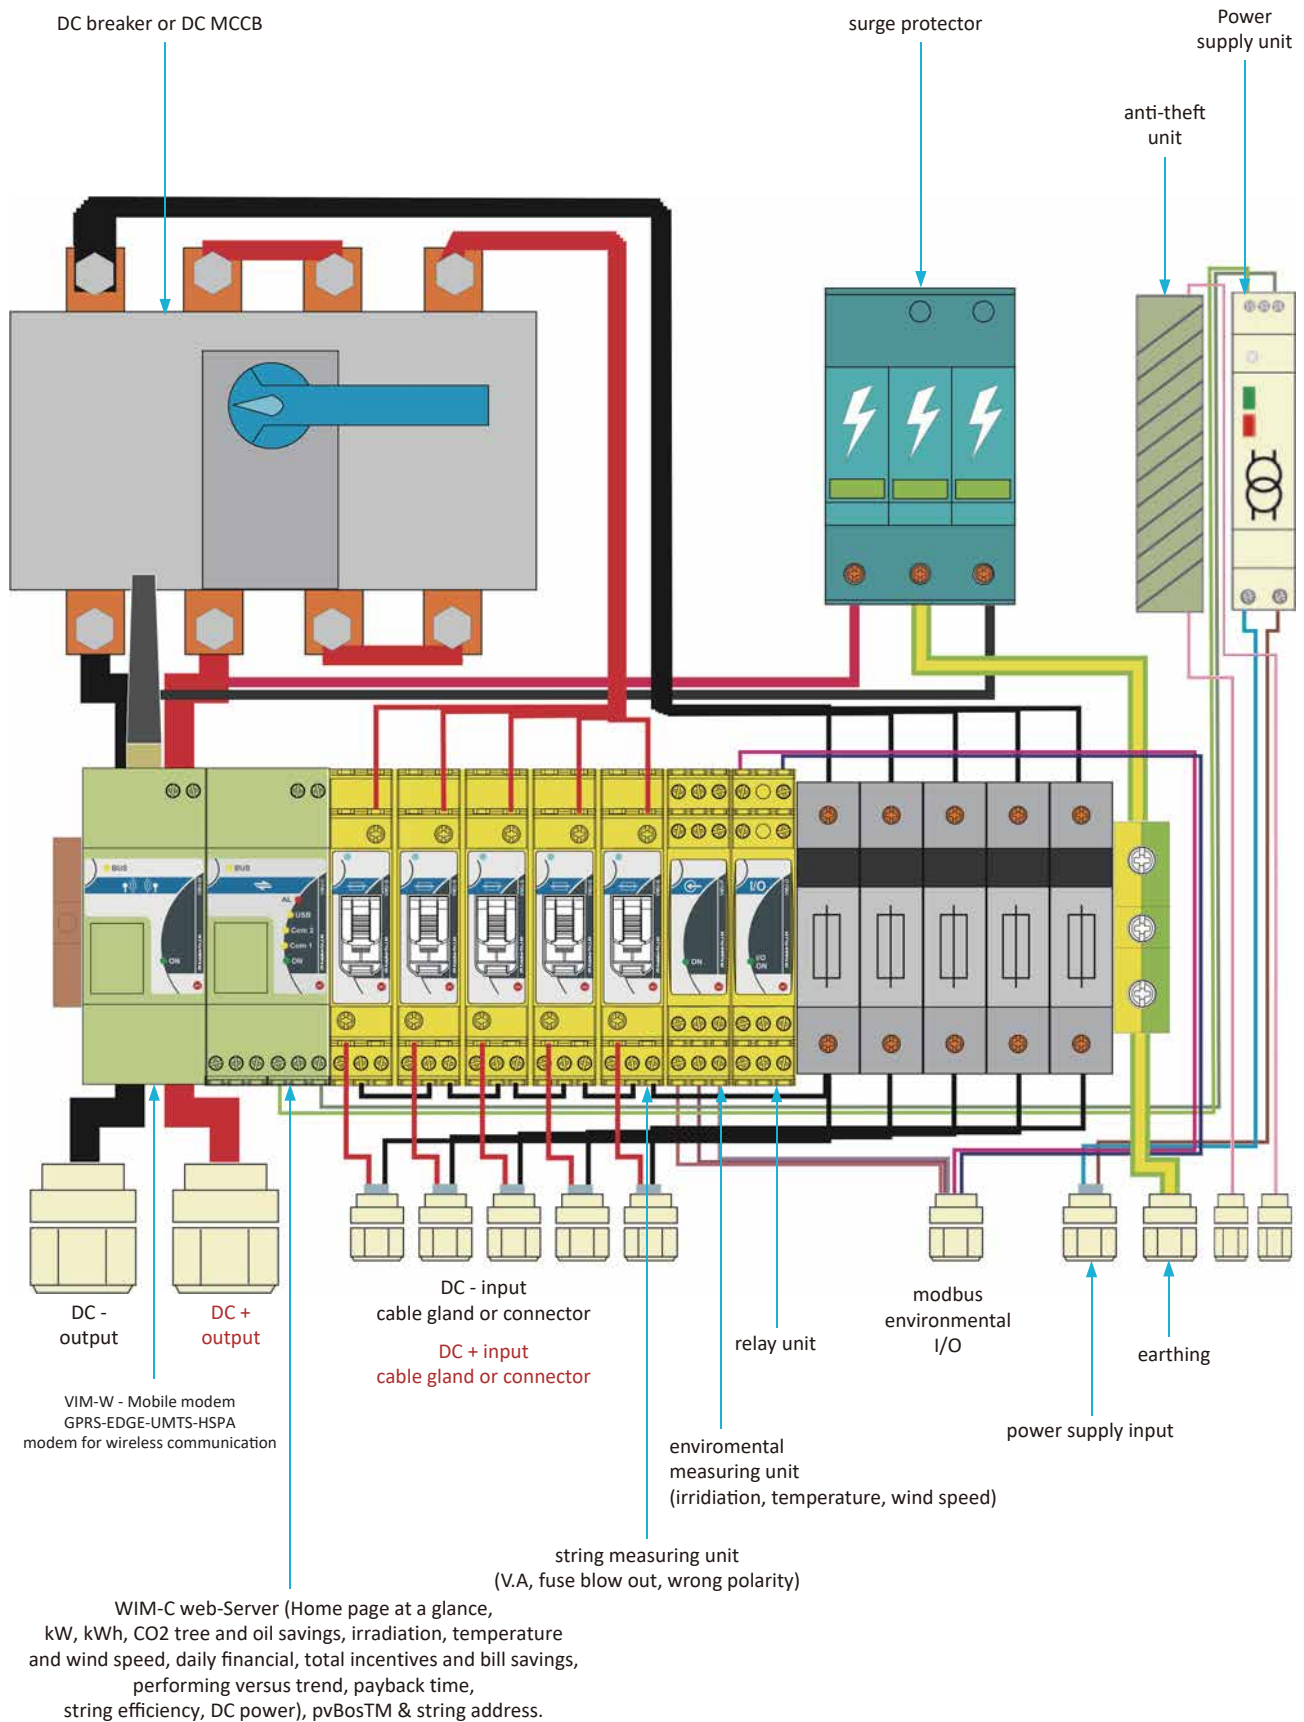 DC breaker or DC MCCB
surge protector
Power
supply unit
anti-theft
unit
BUS
BUS
AL
USB
Com 2
Com 1
ON
ON
I/O
ON
I/O
ON
DC -
output
DC +
output
DC - input
cable gland or connector
DC + input
cable gland or connector
relay unit
modbus
environmental
I/O
earthing
power supply input
VIM-W - Mobile modem
GPRS-EDGE-UMTS-HSPA
modem for wireless communication
enviromental
measuring unit
(irridiation, temperature, wind speed)
string measuring unit
(V.A, fuse blow out, wrong polarity)
WIM-C web-Server (Home page at a glance,
kW, kWh, CO2 tree and oil savings, irradiation, temperature
and wind speed, daily financial, total incentives and bill savings,
performing versus trend, payback time,
string efficiency, DC power), pvBosTM & string address.